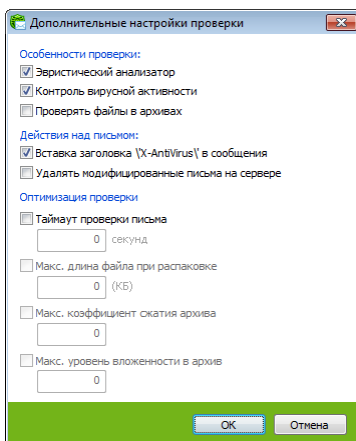 Дополнительные настройки проверки
Особенности проверки:
Эвристический анализатор
Контроль вирусной активности
Проверять файлы в архивах
Действия над письмом:
Вставка заголовка \'X-AntiVirus\' в сообщения
Удалять модифицированные письма на сервере
Оптимизация проверки
Таймаут проверки письма
0 секунд
Макс. длина файла при распаковке
0 (КБ)
Макс. коэффициент сжатия архива
0
Макс. уровень вложенности в архив
0
OK Отмена